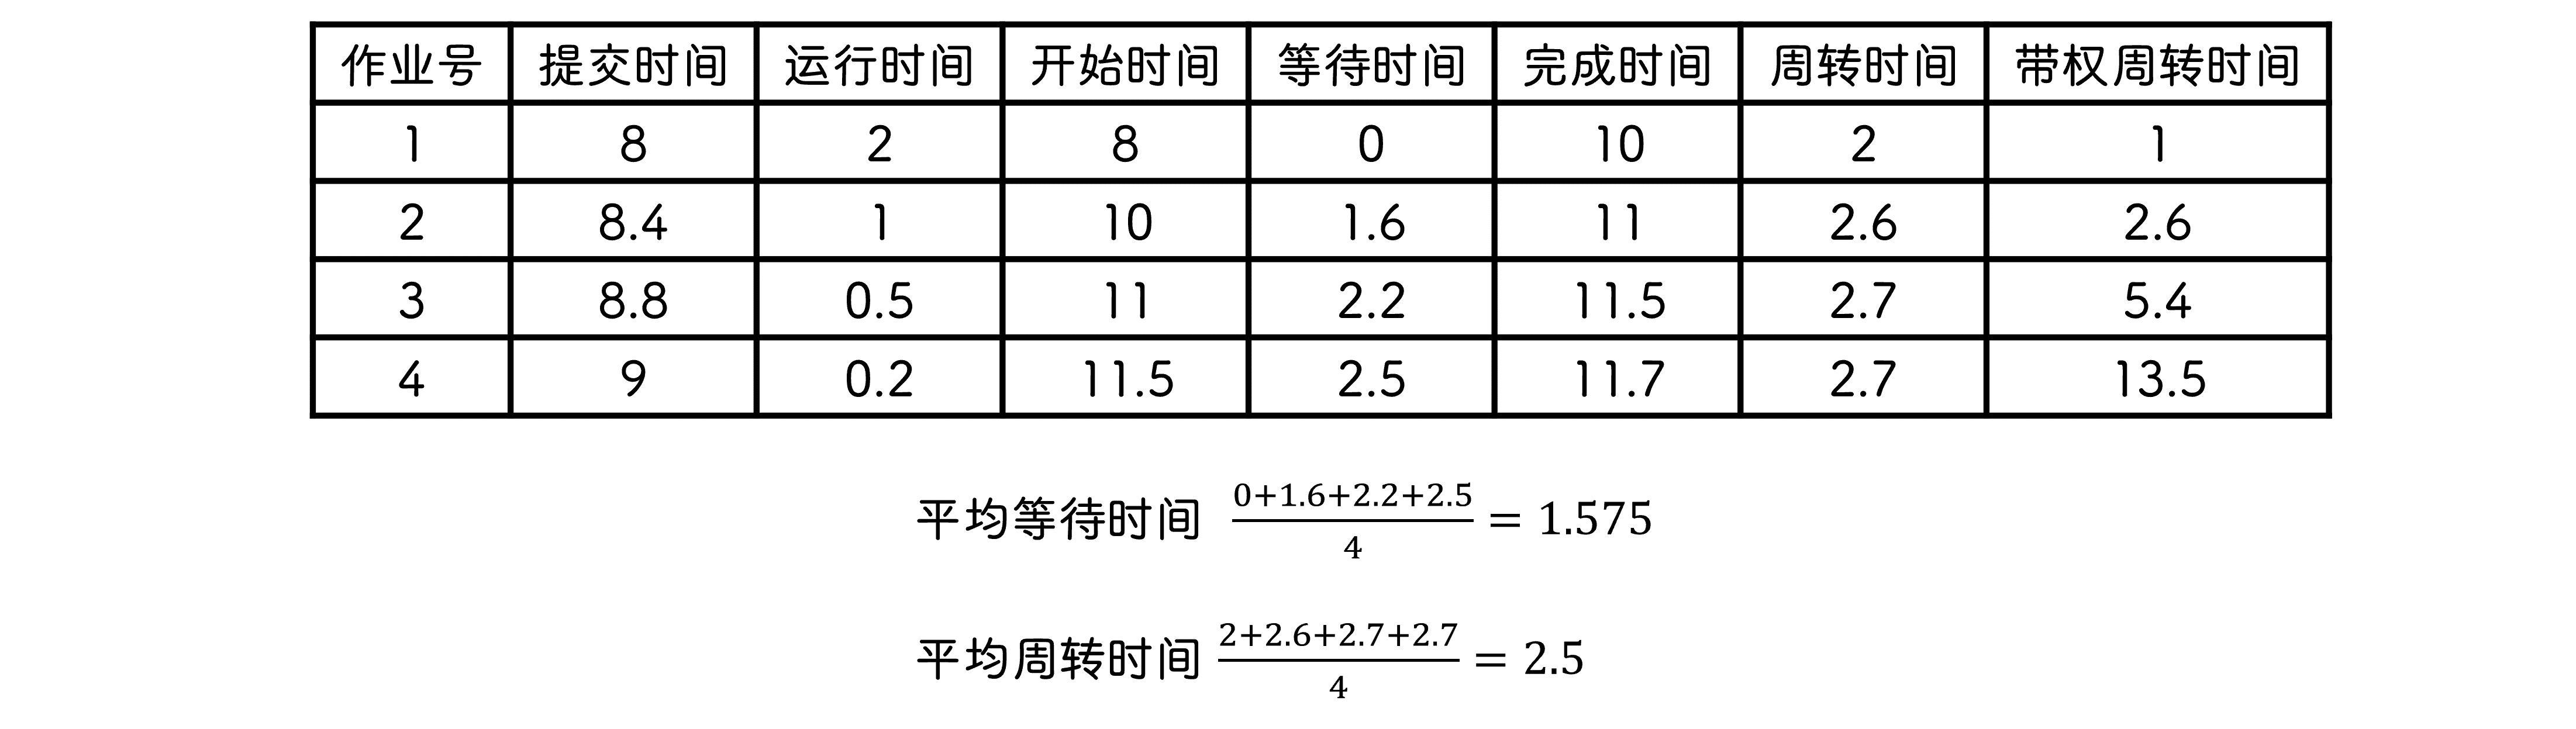 作业号 提交时间 运行时间 开始时间 等待时间 完成时间 周转时间 带权周转时间
1 8 2 8 0 10 2 1
2 8.4 1 10 1.6 11 2.6 2.6
3 8.8 0.5 11 2.2 11.5 2.7 5.4
4 9 0.2 11.5 2.5 11.7 2.7 13.5
平均等待时间 0+1.6+2.2+2.5/4 = 1.575
平均周转时间 2+2.6+2.7+2.7/4 = 2.5